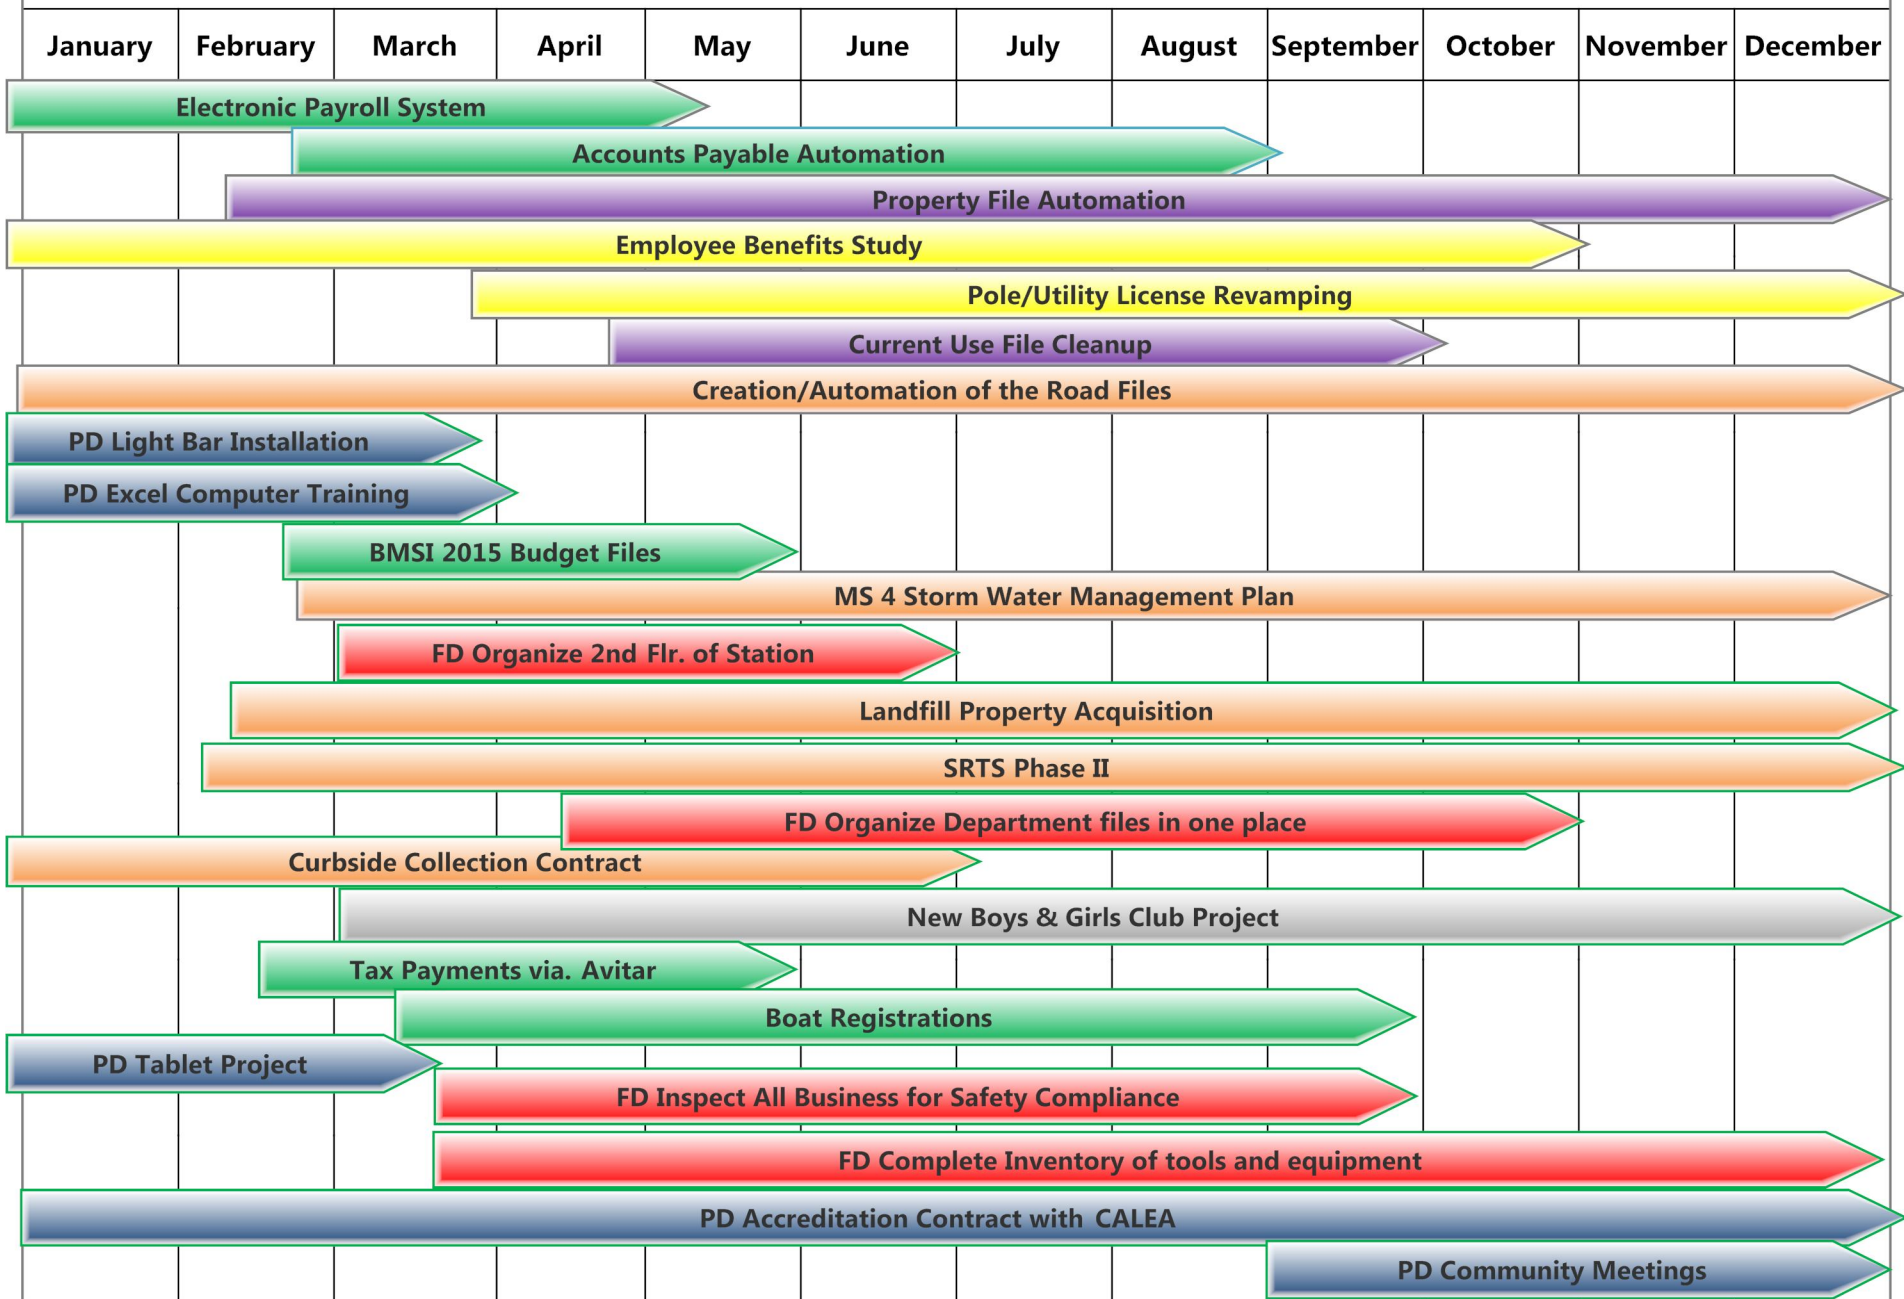 January February March April May June July August September October November December
Electronic Payroll System
Accounts Payable Automation
Property File Automation
Employee Benefits Study
Pole/Utility License Revamping
Current Use File Cleanup
Creation/Automation of the Road Files
PD Light Bar Installation
PD Excel Computer Training
BMSI 2015 Budget Files
MS 4 Storm Water Management Plan
FD Organize 2nd Flr. of Station
Landfill Property Acquisition
SRTS Phase II
FD Organize Department files in one place
Curbside Collection Contract
New Boys & Girls Club Project
Tax Payments via. Avitar
Boat Registrations
PD Tablet Project
FD Inspect All Business for Safety Compliance
FD Complete Inventory of tools and equipment
PD Accreditation Contract with CALEA
PD Community Meetings